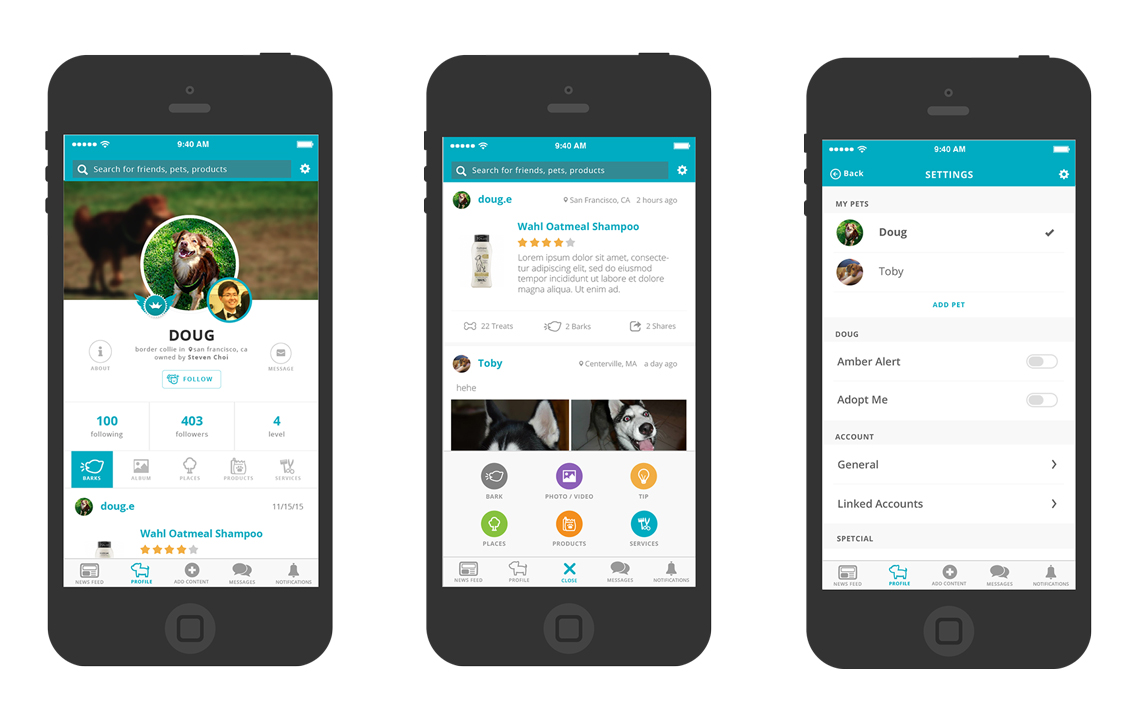 9:40 AM
Search for friends, pets, products
DOUG
border collie in san francisco, ca
owned by Steven Choi
ABOUT
MESSAGE
FOLLOW
100
following
403
followers
4
level
BARKS
ALBUM
PLACES
PRODUCTS
SERVICES
doug.e
11/15/15
Wahl Oatmeal Shampoo
NEWS FEED
PROFILE
ADD CONTENT
MESSAGES
NOTIFICATIONS
9:40 AM
Search for friends, pets, products
doug.e
San Francisco, CA 2 hours ago
Wahl Oatmeal Shampoo
Lorem ipsum dolor sit amet, consecte-
tur adipiscing elit, sed do eiusmod
tempor incididunt ut labore et dolore
magna aliqua. Ut enim ad.
22 Treats
2 Barks
2 Shares
Toby
Centerville, MA a day ago
hehe
BARK
PHOTO / VIDEO
TIP
PLACES
PRODUCTS
SERVICES
NEWS FEED
PROFILE
CLOSE
MESSAGES
NOTIFICATIONS
9:40 AM
Back
SETTINGS
MY PETS
Doug
Toby
ADD PET
DOUG
Amber Alert
Adopt Me
ACCOUNT
General
Linked Accounts
SPETCIAL
NEWS FEED
PROFILE
ADD CONTENT
MESSAGES
NOTIFICATIONS